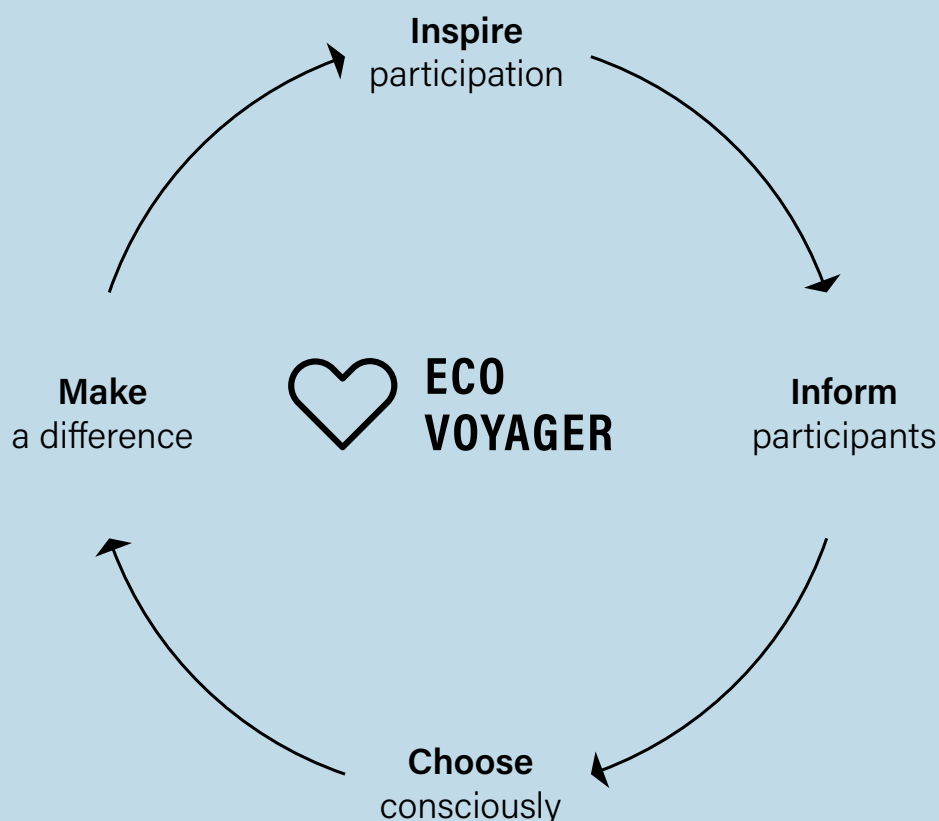 Inspire
participation
Make
a difference
ECO
VOYAGER
Inform
participants
Choose
consciously